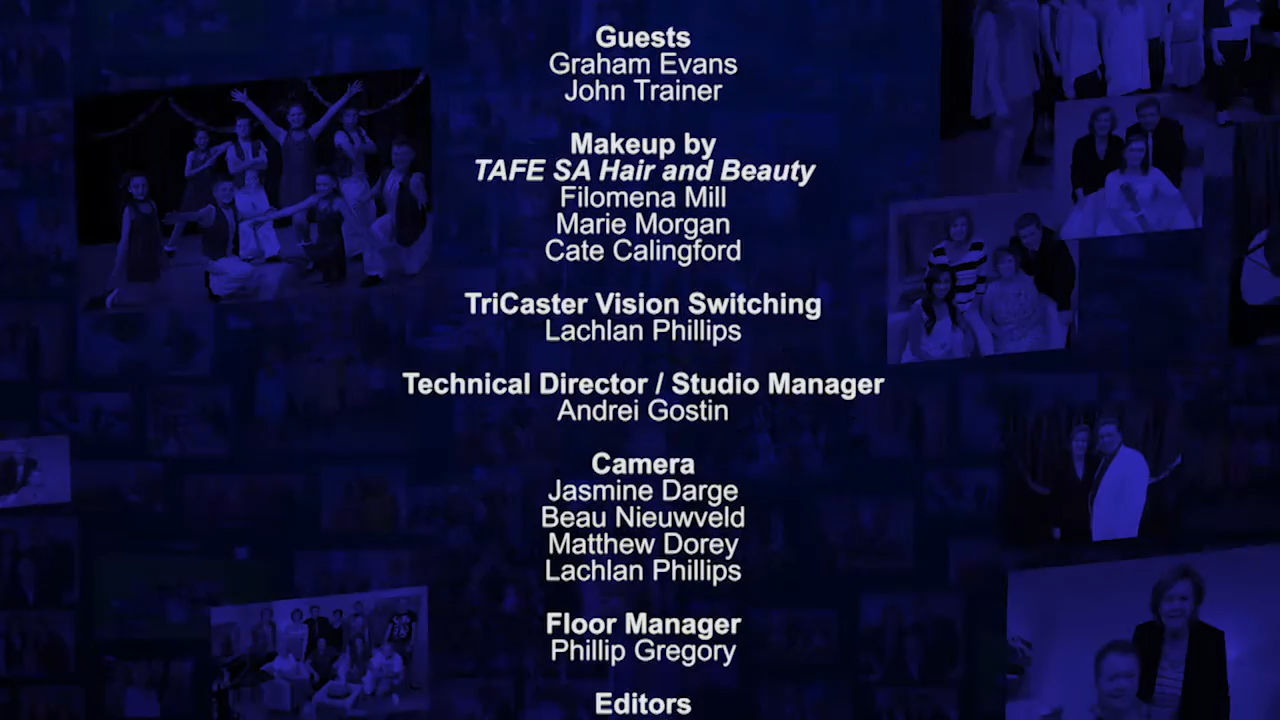 Guests
Graham Evans
John Trainer
Makeup by
TAFE SA Hair and Beauty
Filomena Mill
Marie Morgan
Cate Calingford
TriCaster Vision Switching
Lachlan Phillips
Technical Director / Studio Manager
Andrei Gostin
Camera
Jasmine Darge
Beau Nieuwveld
Matthew Dorey
Lachlan Phillips
Floor Manager
Phillip Gregory
Editors